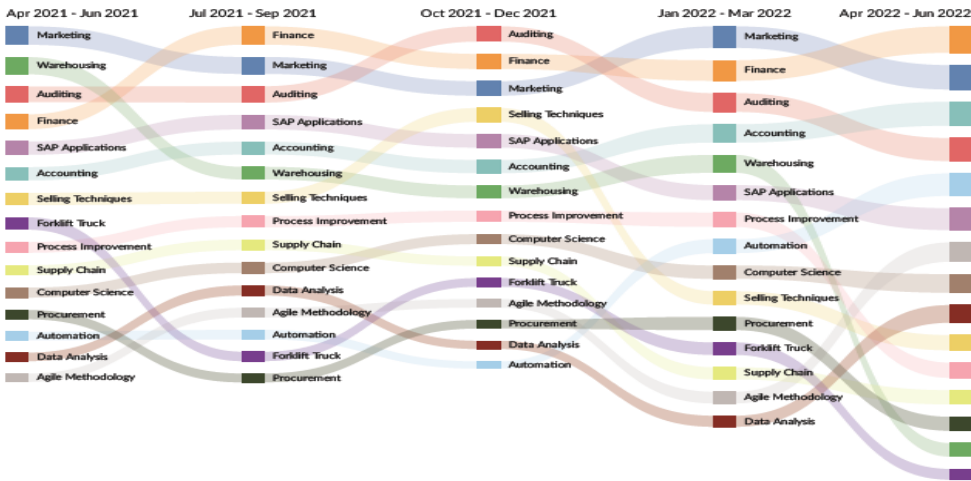 Apr 2021 - Jun 2021
Marketing
Warehousing
Auditing
Finance
SAP Applications
Accounting
Selling Techniques
Forklift Truck
Process Improvement
Supply Chain
Computer Science
Procurement
Automation
Data Analysis
Agile Methodology
Jul 2021 - Sep 2021
Finance
Marketing
Auditing
SAP Applications
Accounting
Warehousing
Selling Techniques
Process Improvement
Supply Chain
Computer Science
Data Analysis
Agile Methodology
Automation
Forklift Truck
Procurement
Oct 2021 - Dec 2021
Auditing
Finance
Marketing
Selling Techniques
SAP Applications
Accounting
Warehousing
Process Improvement
Computer Science
Supply Chain
Forklift Truck
Agile Methodology
Procurement
Data Analysis
Automation
Jan 2022 - Mar 2022
Marketing
Finance
Auditing
Accounting
Warehousing
SAP Applications
Process Improvement
Automation
Computer Science
Selling Techniques
Procurement
Forklift Truck
Supply Chain
Agile Methodology
Data Analysis
Apr 2022 - Jun 2022